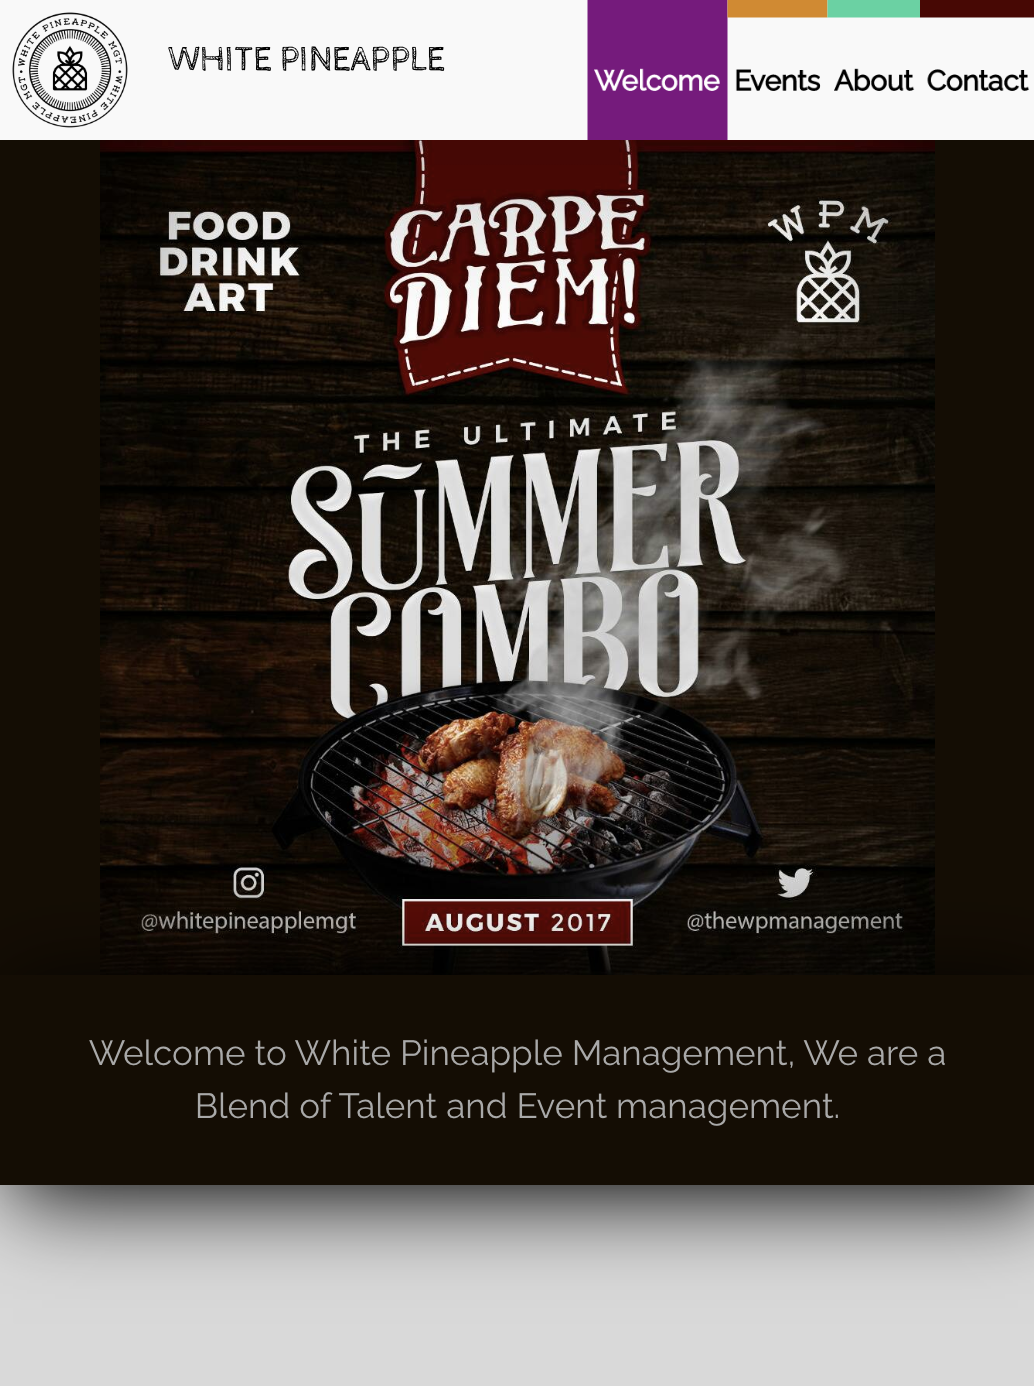 WHITE PINEAPPLE MGT • WHITE PINEAPPLE MGT •
WHITE PINEAPPLE
Welcome Events About Contact
FOOD
DRINK
ART
CARPE
DIEM!
WPM
THE ULTIMATE
SŨMMER
COMBO
@whitepineapplemgt
AUGUST 2017
@thewpmanagement
Welcome to White Pineapple Management, We are a
Blend of Talent and Event management.